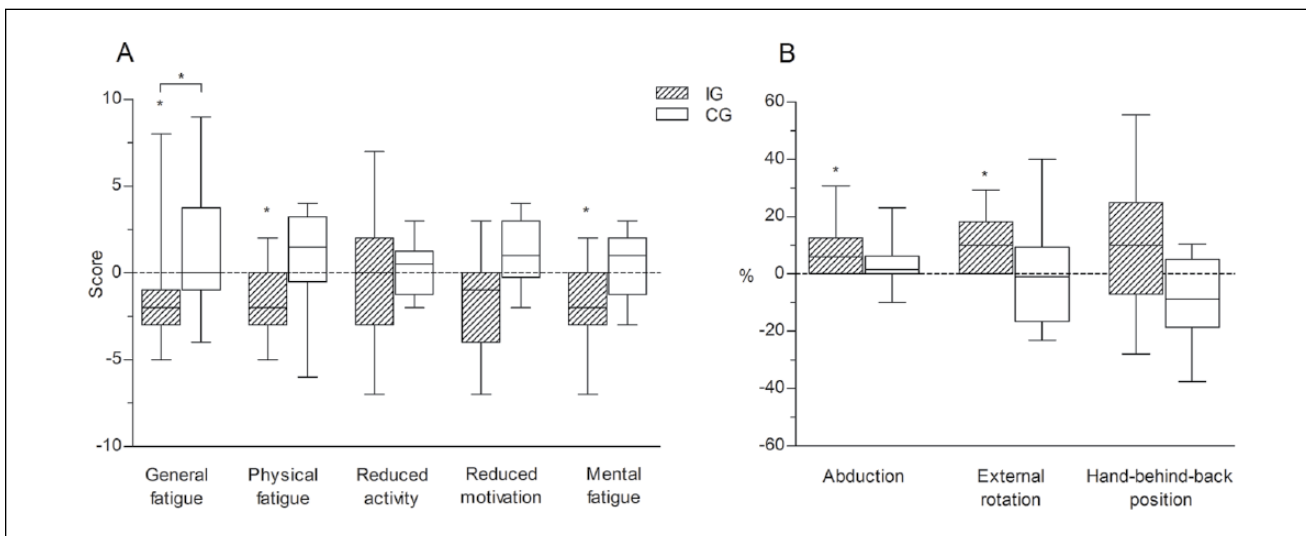 A
*
*
IG
CG
10
5
0
-5
-10
Score
*
*
General
fatigue
Physical
fatigue
Reduced
activity
Reduced
motivation
Mental
fatigue
B
60
40
20
0
-20
-40
-60
%
*
*
Abduction
External
rotation
Hand-behind-back
position